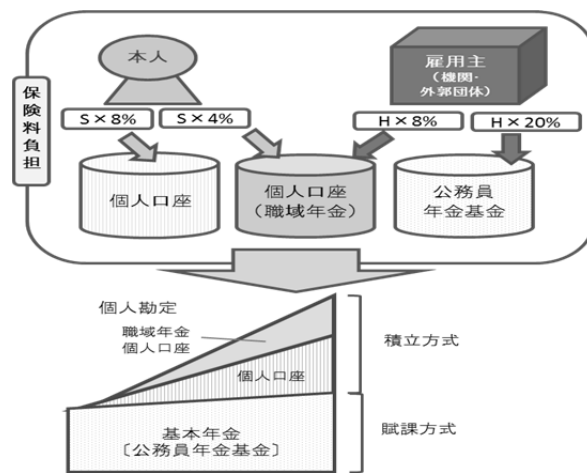 本人
雇用主
(機関・
外郭団体)
保険料負担
S×8%
S×4%
H×8%
H×20%
個人口座
個人口座
(職域年金)
公務員
年金基金
個人勘定
職域年金
個人口座
個人口座
積立方式
基本年金
〔公務員年金基金〕
賦課方式